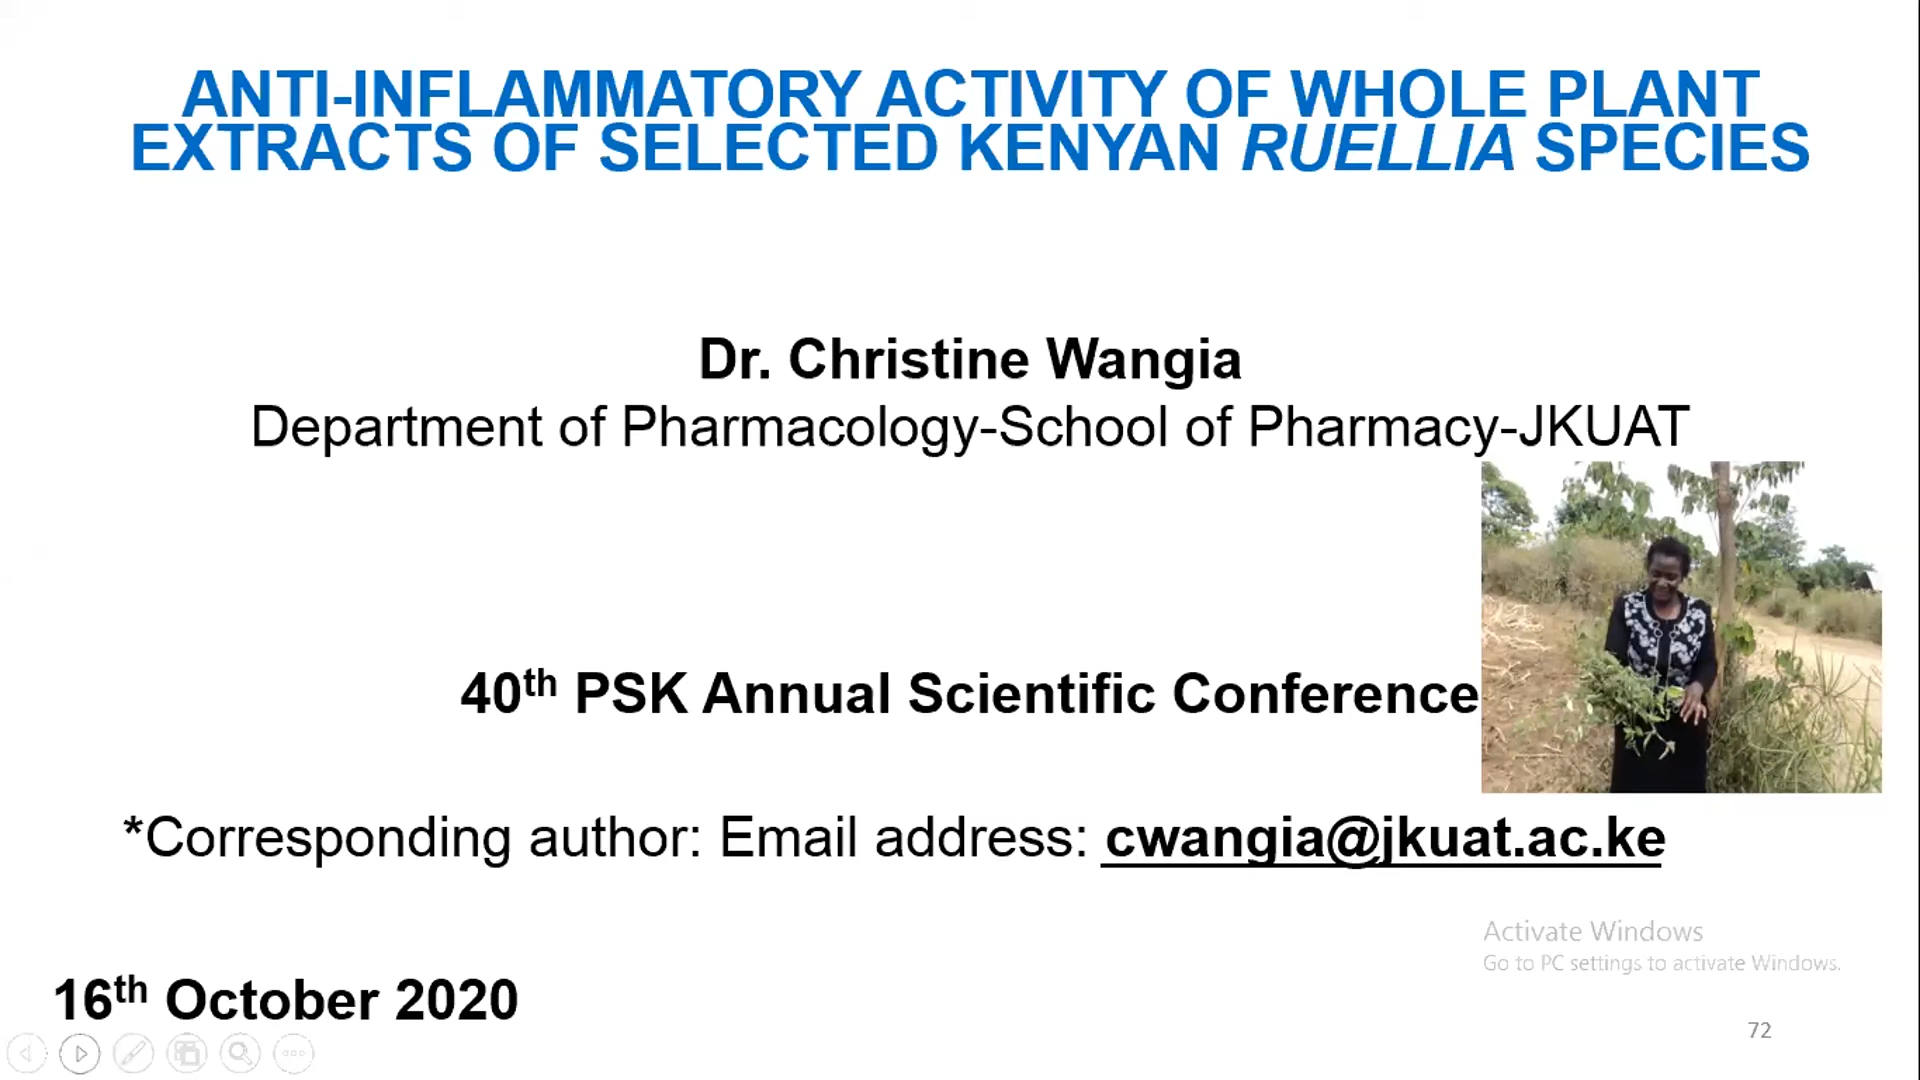 ANTI-INFLAMMATORY ACTIVITY OF WHOLE PLANT
EXTRACTS OF SELECTED KENYAN RUELLIA SPECIES
Dr. Christine Wangia
Department of Pharmacology-School of Pharmacy-JKUAT
40th PSK Annual Scientific Conference
*Corresponding author: Email address: cwangia@jkuat.ac.ke
Activate Windows
Go to PC settings to activate Windows.
16th October 2020
72